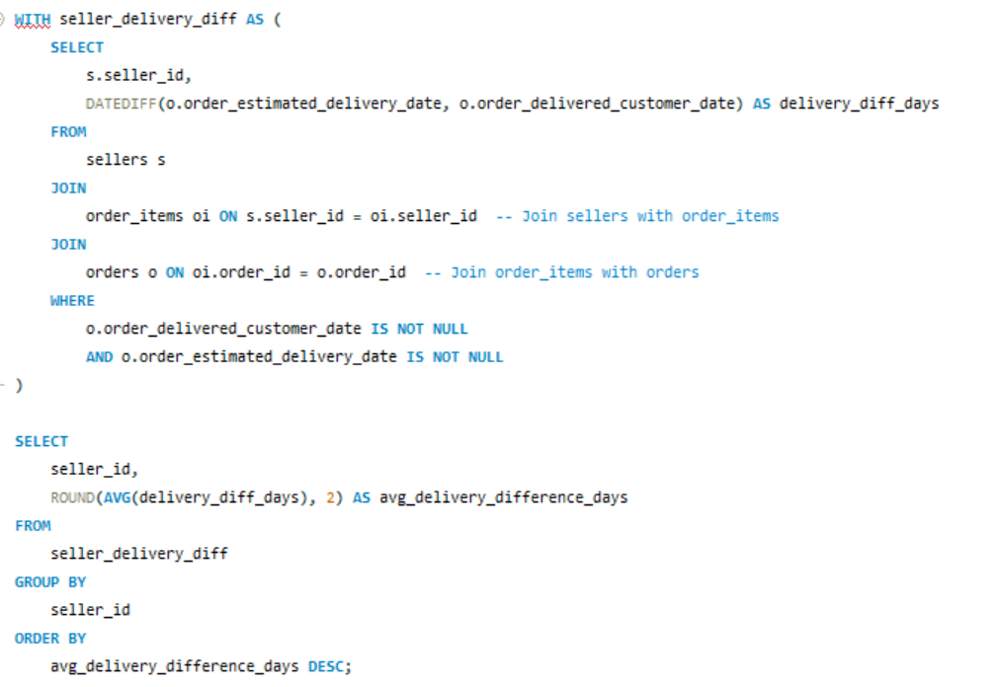 WITH seller_delivery_diff AS (
    SELECT
        s.seller_id,
        DATEDIFF(o.order_estimated_delivery_date, o.order_delivered_customer_date) AS delivery_diff_days
    FROM
        sellers s
    JOIN
        order_items oi ON s.seller_id = oi.seller_id  -- Join sellers with order_items
    JOIN
        orders o ON oi.order_id = o.order_id  -- Join order_items with orders
    WHERE
        o.order_delivered_customer_date IS NOT NULL
        AND o.order_estimated_delivery_date IS NOT NULL
)
SELECT
    seller_id,
    ROUND(AVG(delivery_diff_days), 2) AS avg_delivery_difference_days
FROM
    seller_delivery_diff
GROUP BY
    seller_id
ORDER BY
    avg_delivery_difference_days DESC;